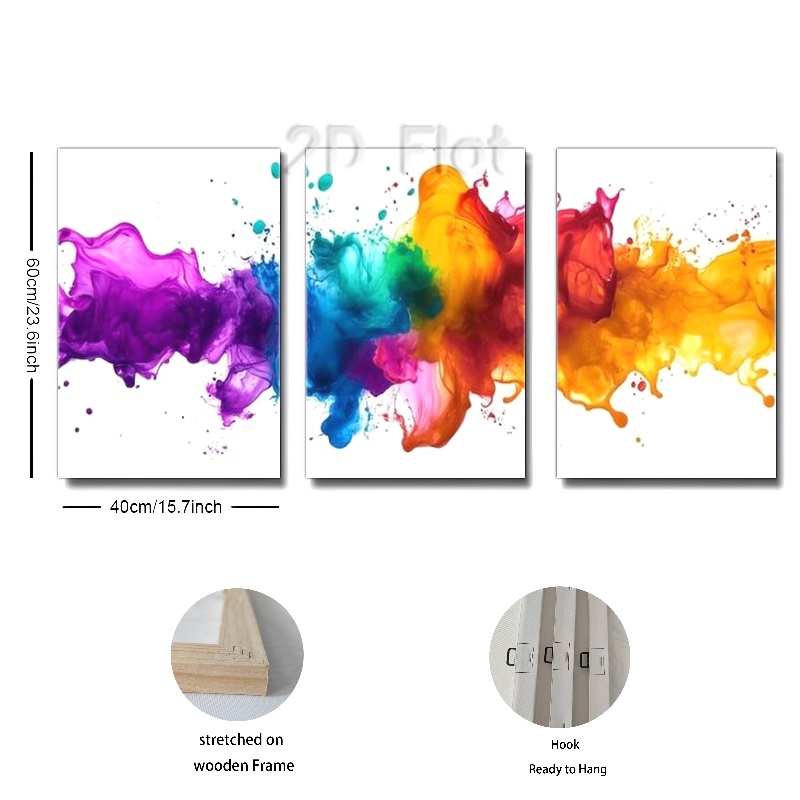 2D Flat
60cm/23.6inch
40cm/15.7inch
stretched on
wooden Frame
Hook
Ready to Hang